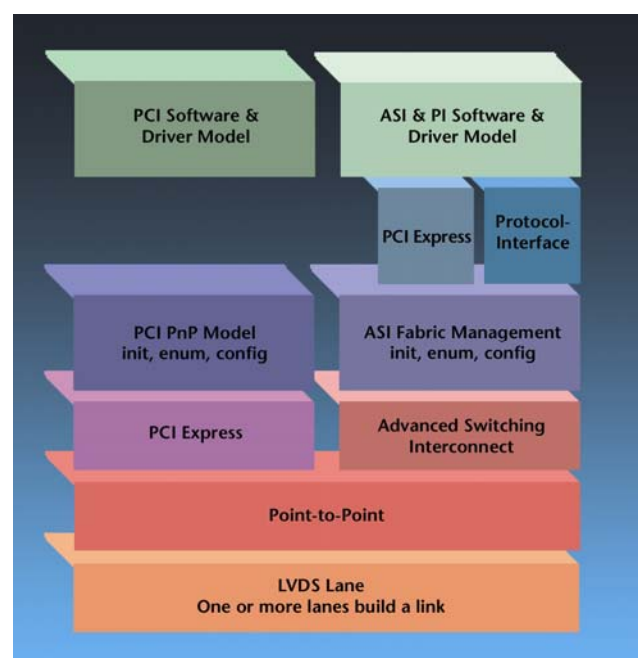 PCI Software &
Driver Model
ASI & PI Software &
Driver Model
PCI Express
Protocol-
Interface
PCI PnP Model
init, enum, config
ASI Fabric Management
init, enum, config
PCI Express
Advanced Switching
Interconnect
Point-to-Point
LVDS Lane
One or more lanes build a link